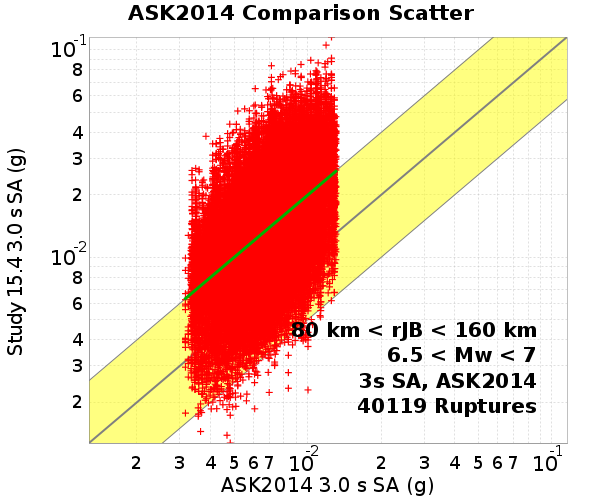 ASK2014 Comparison Scatter
10-1
8
6
4
3
2
10-2
8
6
4
3
2
Study 15.4 3.0 s SA (g)
80 km < rJB < 160 km
6.5 < Mw < 7
3s SA, ASK2014
40119 Ruptures
2 3 4 5 6 7 10-2 2 3 4 5 6 7 10-1
ASK2014 3.0 s SA (g)